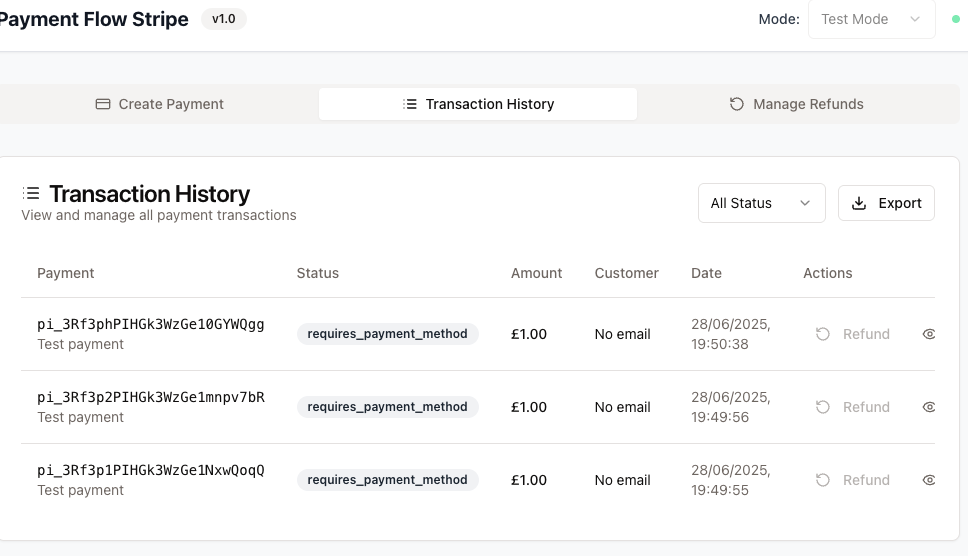 Payment Flow Stripe v1.0 Mode: Test Mode
Create Payment Transaction History Manage Refunds
Transaction History
View and manage all payment transactions
All Status Export
Payment Status Amount Customer Date Actions
pi_3Rf3phPIHGk3WzGe10GYWQgg
Test payment
requires_payment_method £1.00 No email
28/06/2025,
19:50:38
Refund
pi_3Rf3p2PIHGk3WzGe1mnpv7bR
Test payment
requires_payment_method £1.00 No email
28/06/2025,
19:49:56
Refund
pi_3Rf3p1PIHGk3WzGe1NxwQoqQ
Test payment
requires_payment_method £1.00 No email
28/06/2025,
19:49:55
Refund